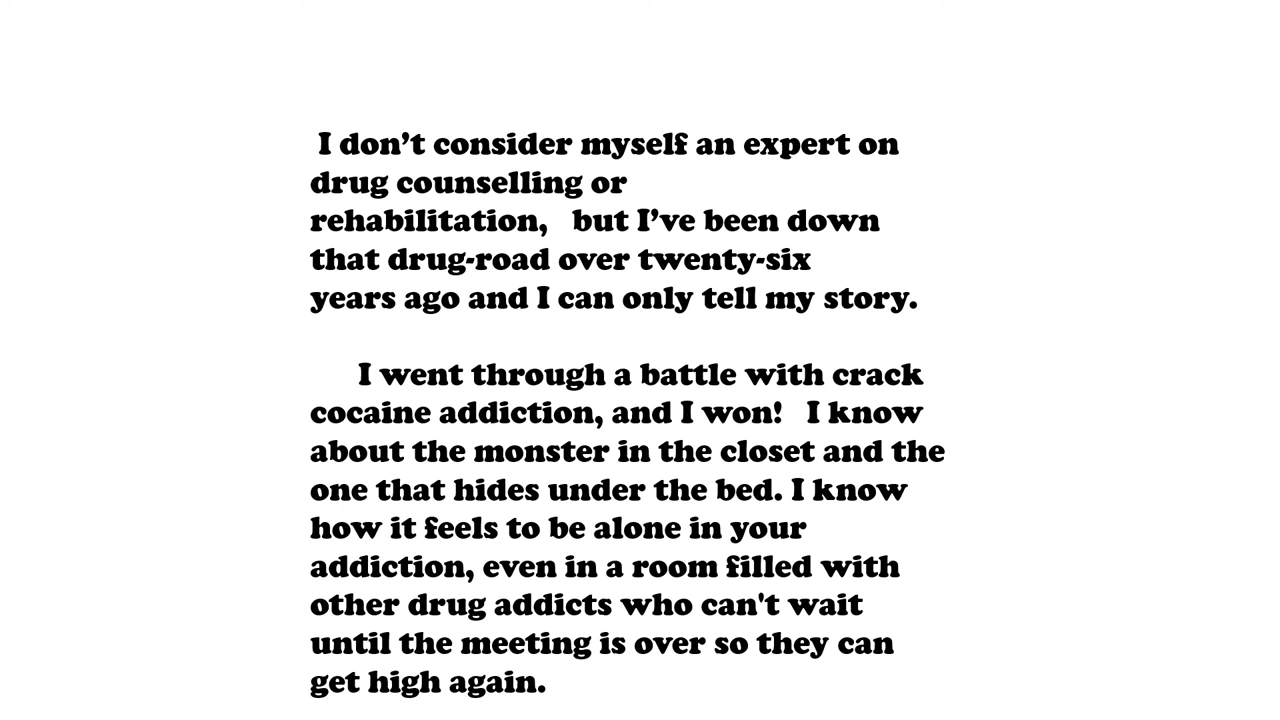 I don’t consider myself an expert on
drug counselling or
rehabilitation,   but I’ve been down
that drug-road over twenty-six
years ago and I can only tell my story.
I went through a battle with crack
cocaine addiction, and I won!   I know
about the monster in the closet and the
one that hides under the bed. I know
how it feels to be alone in your
addiction, even in a room filled with
other drug addicts who can't wait
until the meeting is over so they can
get high again.